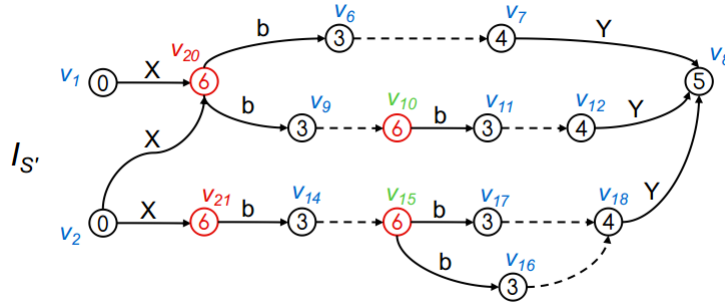 v6 v7
v20 b Y v8
v1 X 3 4
0 6 5
b v9 v10 v11 v12 Y
X 3 6 b 3 4
IS'
v21 v14 v15 v17 v18 Y
X b b
0 6 3 6 3 4
v2 b v16
3